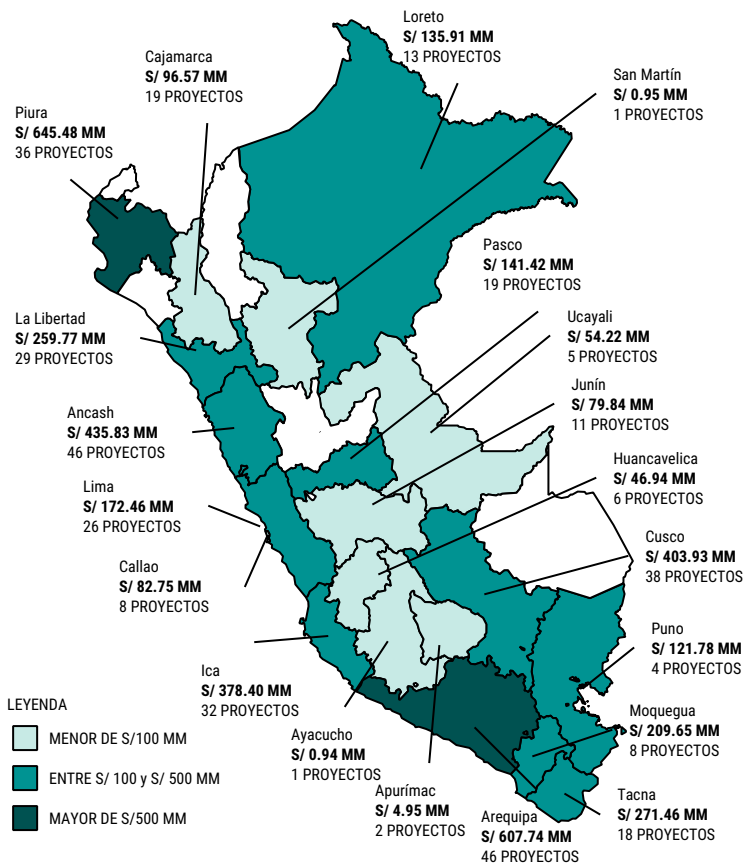 Loreto
S/ 135.91 MM
13 PROYECTOS
Cajamarca
S/ 96.57 MM
19 PROYECTOS
San Martín
S/ 0.95 MM
1 PROYECTOS
Piura
S/ 645.48 MM
36 PROYECTOS
Pasco
S/ 141.42 MM
19 PROYECTOS
Ucayali
S/ 54.22 MM
5 PROYECTOS
La Libertad
S/ 259.77 MM
29 PROYECTOS
Junín
S/ 79.84 MM
11 PROYECTOS
Ancash
S/ 435.83 MM
46 PROYECTOS
Huancavelica
S/ 46.94 MM
6 PROYECTOS
Lima
S/ 172.46 MM
26 PROYECTOS
Cusco
S/ 403.93 MM
38 PROYECTOS
Callao
S/ 82.75 MM
8 PROYECTOS
Puno
S/ 121.78 MM
4 PROYECTOS
Ica
S/ 378.40 MM
32 PROYECTOS
Moquegua
S/ 209.65 MM
8 PROYECTOS
Ayacucho
S/ 0.94 MM
1 PROYECTOS
Apurímac
S/ 4.95 MM
2 PROYECTOS
Arequipa
S/ 607.74 MM
46 PROYECTOS
Tacna
S/ 271.46 MM
18 PROYECTOS
LEYENDA
MENOR DE S/100 MM
ENTRE S/ 100 y S/ 500 MM
MAYOR DE S/500 MM